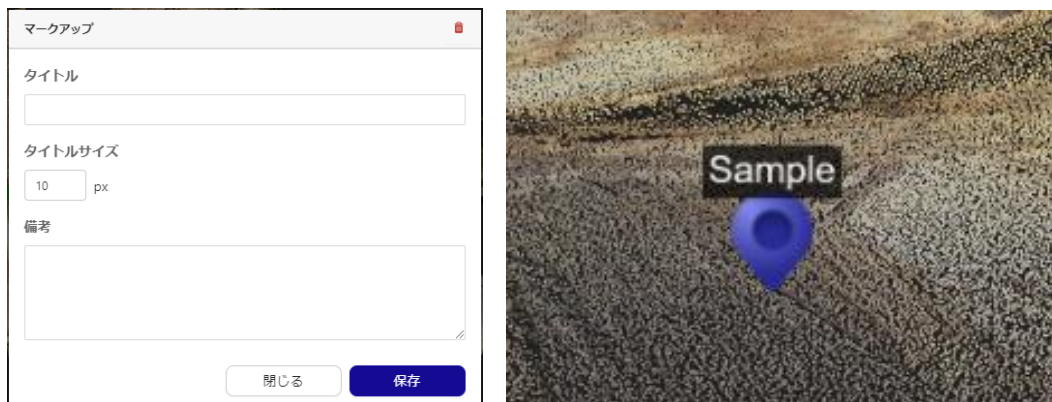 マークアップ
タイトル
タイトルサイズ
10 px
備考
閉じる 保存
Sample